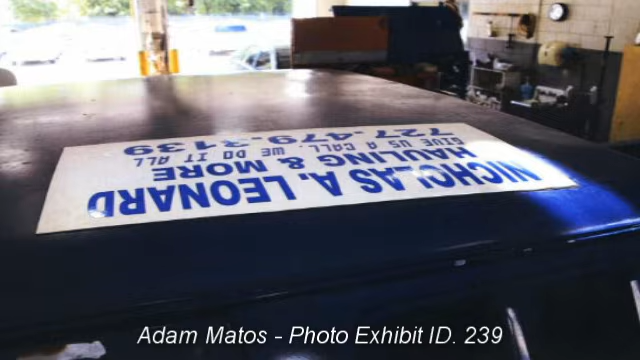 NICHOLAS A. LEONARD
HAULING & MORE
GIVE US A CALL. WE DO IT ALL
727.479.3139
Adam Matos - Photo Exhibit ID. 239